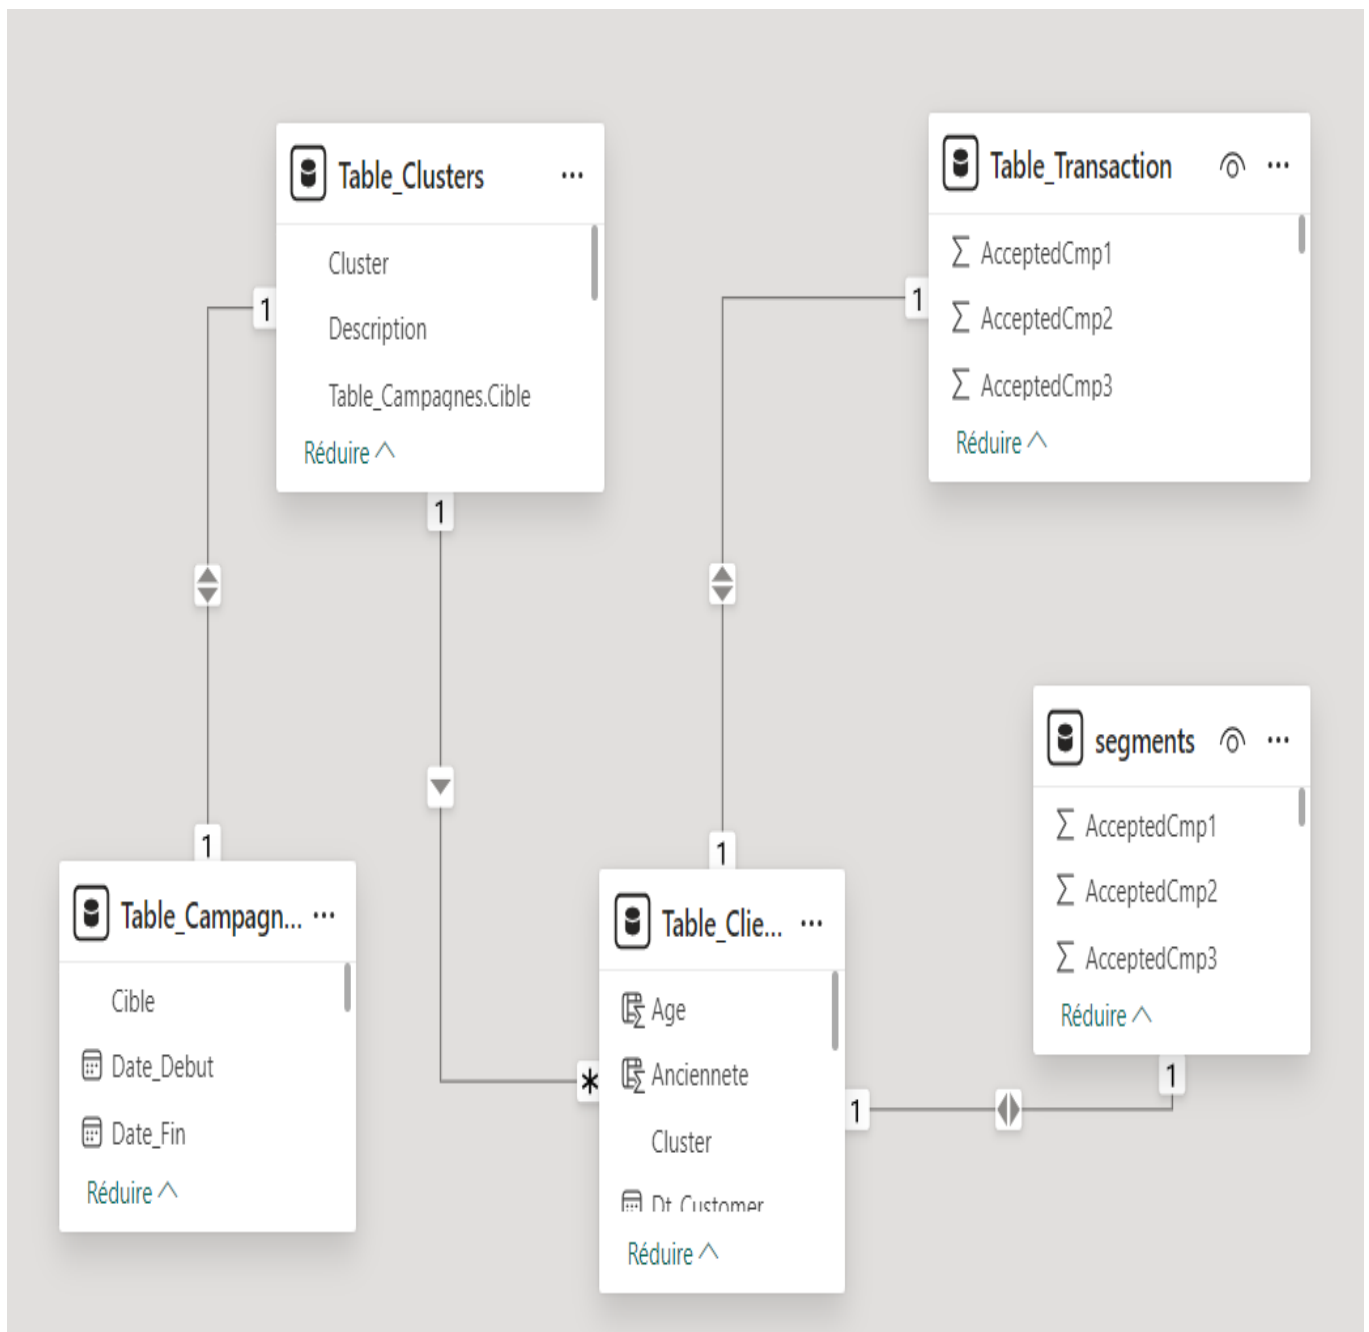 Table_Clusters
Cluster
Description
Table_Campagnes.Cible
Réduire
Table_Transaction
AcceptedCmp1
AcceptedCmp2
AcceptedCmp3
Réduire
1
1
1
1
1
*
1
1
segments
AcceptedCmp1
AcceptedCmp2
AcceptedCmp3
Réduire
Table_Campagn...
Cible
Date_Debut
Date_Fin
Réduire
Table_Clie...
Age
Anciennete
Cluster
Dt_Customer
Réduire